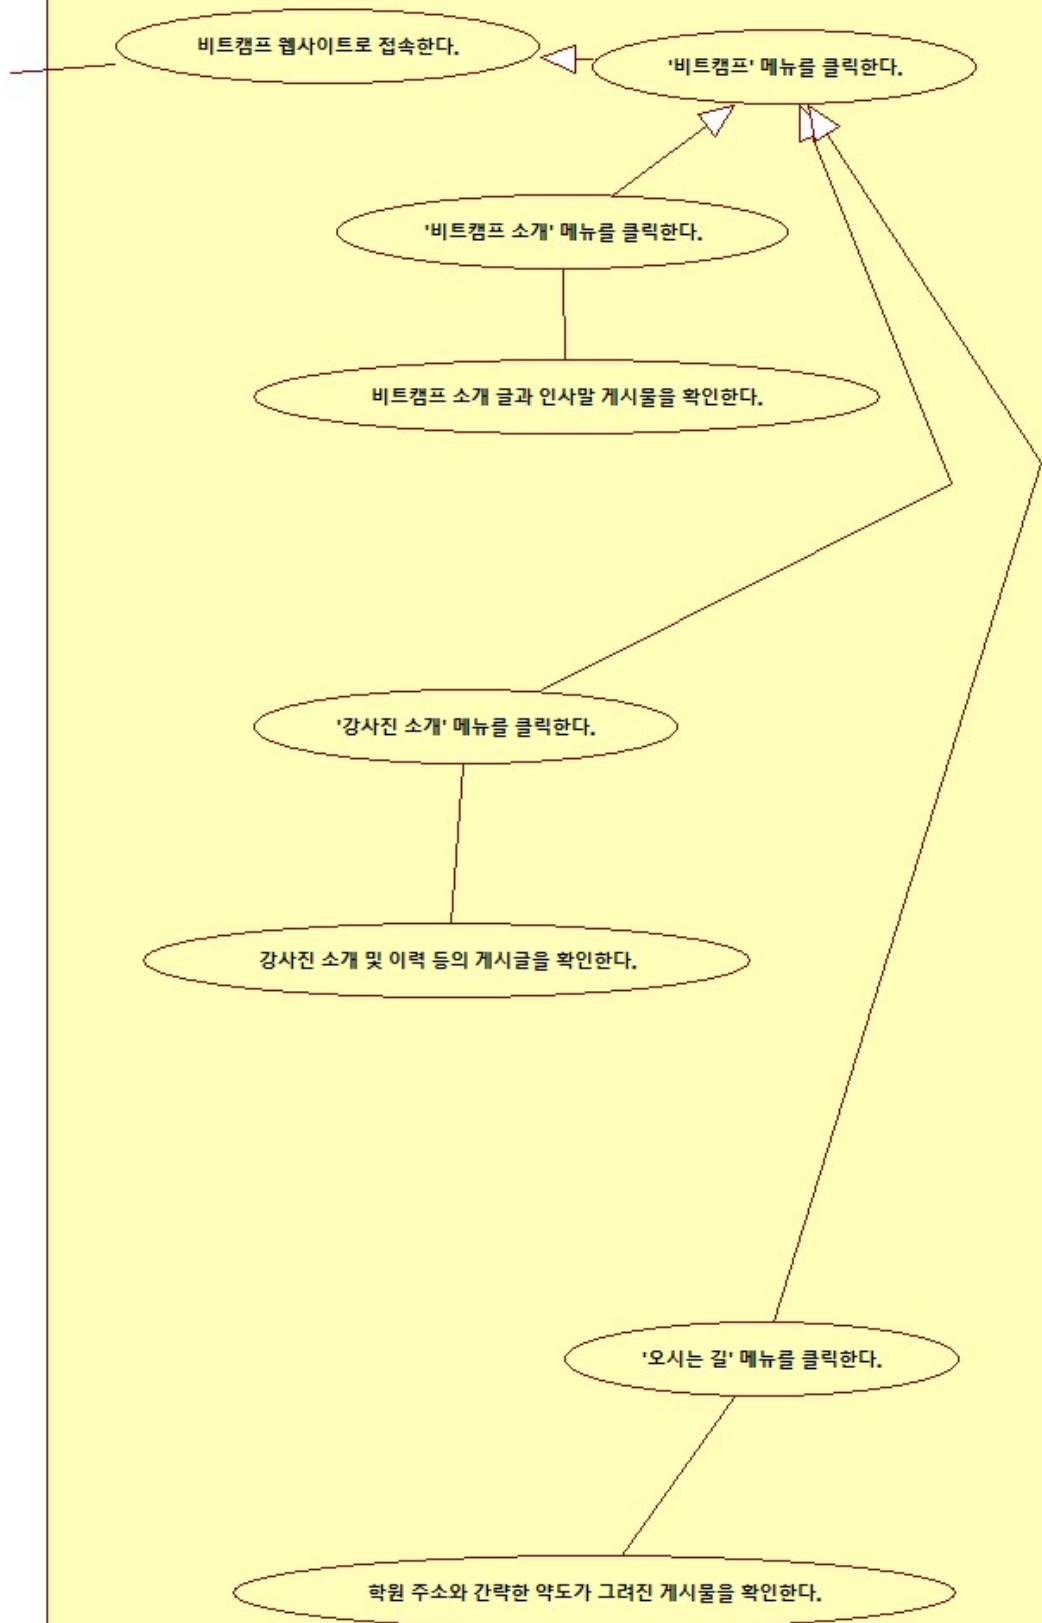 비트캠프 웹사이트로 접속한다.
'비트캠프' 메뉴를 클릭한다.
'비트캠프 소개' 메뉴를 클릭한다.
비트캠프 소개 글과 인사말 게시물을 확인한다.
'강사진 소개' 메뉴를 클릭한다.
강사진 소개 및 이력 등의 게시글을 확인한다.
'오시는 길' 메뉴를 클릭한다.
학원 주소와 간략한 약도가 그려진 게시물을 확인한다.